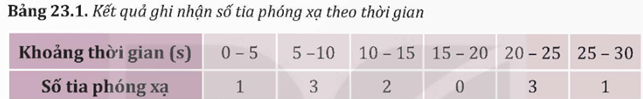 Bảng 23.1. Kết quả ghi nhận số tia phóng xạ theo thời gian
Khoảng thời gian (s) 0 – 5 5 –10 10 – 15 15 – 20 20 – 25 25 – 30
Số tia phóng xạ 1 3 2 0 3 1